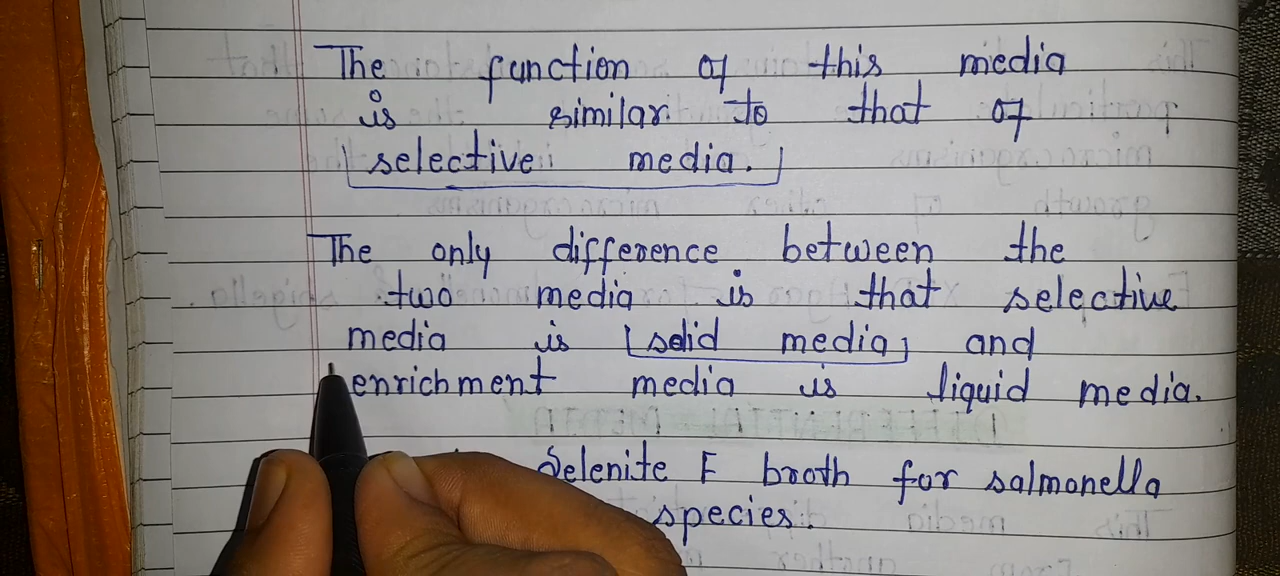 The function of this media
is similar to that of
selective media.
The only difference between the
two media is that selective
media is solid media and
enrichment media is liquid media.
Selenite F broth for salmonella
species.